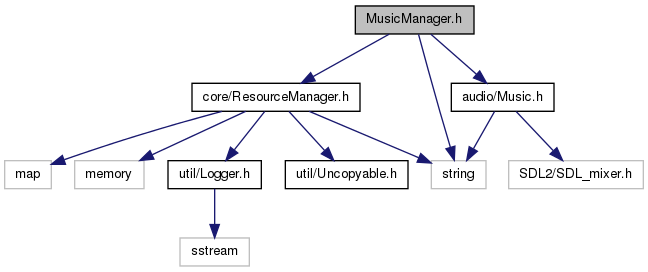 MusicManager.h
core/ResourceManager.h
audio/Music.h
map
memory
util/Logger.h
util/Uncopyable.h
string
SDL2/SDL_mixer.h
sstream